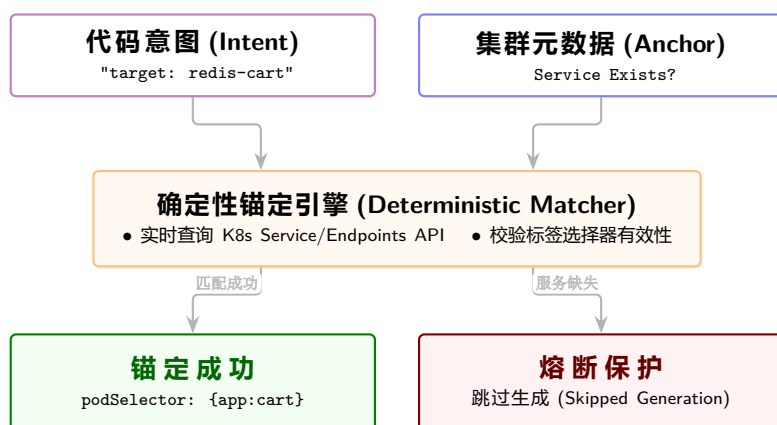 代码意图 (Intent)
"target: redis-cart"
集群元数据 (Anchor)
Service Exists?
确定性锚定引擎 (Deterministic Matcher)
• 实时查询 K8s Service/Endpoints API • 校验标签选择器有效性
匹配成功
服务缺失
锚定成功
podSelector: {app:cart}
熔断保护
跳过生成 (Skipped Generation)